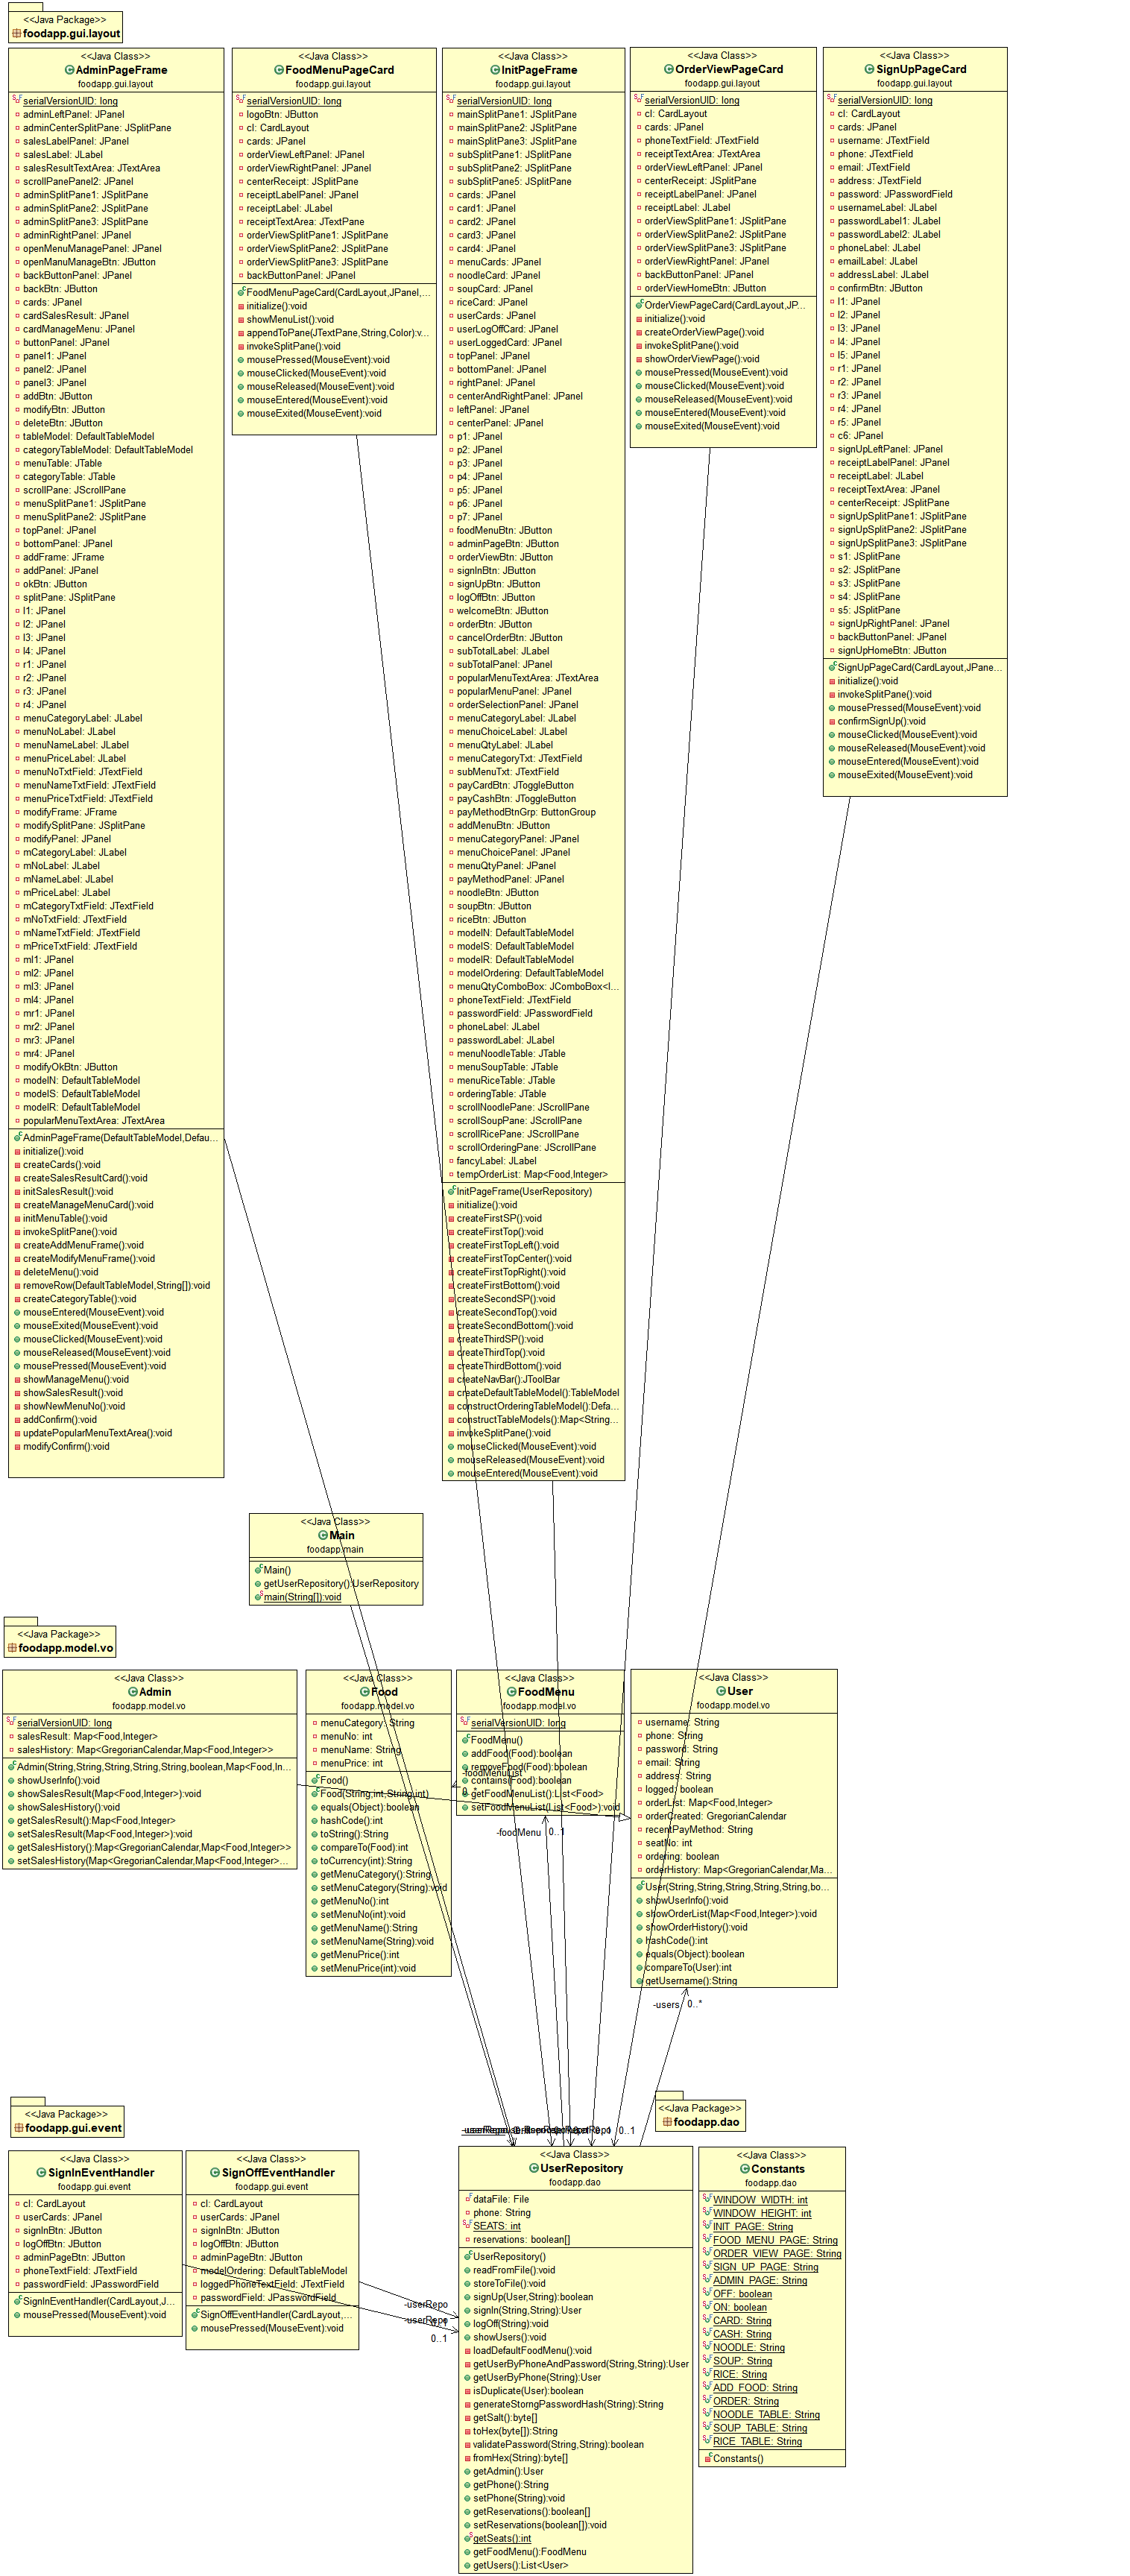 <<Java Package>>
foodapp.gui.layout
<<Java Class>>
AdminPageFrame
foodapp.gui.layout
serialVersionUID: long
adminLeftPanel: JPanel
adminCenterSplitPane: JSplitPane
salesLabelPanel: JPanel
salesLabel: JLabel
salesResultTextArea: JTextArea
scrollPanePanel2: JPanel
adminSplitPane1: JSplitPane
adminSplitPane2: JSplitPane
adminSplitPane3: JSplitPane
adminRightPanel: JPanel
openMenuManagePanel: JPanel
openManuManageBtn: JButton
backButtonPanel: JPanel
backBtn: JButton
cards: JPanel
cardSalesResult: JPanel
cardManageMenu: JPanel
buttonPanel: JPanel
panel1: JPanel
panel2: JPanel
panel3: JPanel
addBtn: JButton
modifyBtn: JButton
deleteBtn: JButton
tableModel: DefaultTableModel
categoryTableModel: DefaultTableModel
menuTable: JTable
categoryTable: JTable
scrollPane: JScrollPane
menuSplitPane1: JSplitPane
menuSplitPane2: JSplitPane
topPanel: JPanel
bottomPanel: JPanel
addFrame: JFrame
addPanel: JPanel
okBtn: JButton
splitPane: JSplitPane
l1: JPanel
l2: JPanel
l3: JPanel
l4: JPanel
r1: JPanel
r2: JPanel
r3: JPanel
r4: JPanel
menuCategoryLabel: JLabel
menuNoLabel: JLabel
menuNameLabel: JLabel
menuPriceLabel: JLabel
menuNoTxtField: JTextField
menuNameTxtField: JTextField
menuPriceTxtField: JTextField
modifyFrame: JFrame
modifySplitPane: JSplitPane
modifyPanel: JPanel
mCategoryLabel: JLabel
mNoLabel: JLabel
mNameLabel: JLabel
mPriceLabel: JLabel
mCategoryTxtField: JTextField
mNoTxtField: JTextField
mNameTxtField: JTextField
mPriceTxtField: JTextField
ml1: JPanel
ml2: JPanel
ml3: JPanel
ml4: JPanel
mr1: JPanel
mr2: JPanel
mr3: JPanel
mr4: JPanel
modifyOkBtn: JButton
modelN: DefaultTableModel
modelS: DefaultTableModel
modelR: DefaultTableModel
popularMenuTextArea: JTextArea
AdminPageFrame(DefaultTableModel,Defau...
initialize():void
createCards():void
createSalesResultCard():void
initSalesResult():void
createManageMenuCard():void
initMenuTable():void
invokeSplitPane():void
createAddMenuFrame():void
createModifyMenuFrame():void
deleteMenu():void
removeRow(DefaultTableModel,String[]):void
createCategoryTable():void
mouseEntered(MouseEvent):void
mouseExited(MouseEvent):void
mouseClicked(MouseEvent):void
mouseReleased(MouseEvent):void
mousePressed(MouseEvent):void
showManageMenu():void
showSalesResult():void
showNewMenuNo():void
addConfirm():void
updatePopularMenuTextArea():void
modifyConfirm():void
<<Java Class>>
FoodMenuPageCard
foodapp.gui.layout
serialVersionUID: long
logoBtn: JButton
cl: CardLayout
cards: JPanel
orderViewLeftPanel: JPanel
orderViewRightPanel: JPanel
centerReceipt: JSplitPane
receiptLabelPanel: JPanel
receiptLabel: JLabel
receiptTextArea: JTextPane
orderViewSplitPane1: JSplitPane
orderViewSplitPane2: JSplitPane
orderViewSplitPane3: JSplitPane
backButtonPanel: JPanel
FoodMenuPageCard(CardLayout,JPanel,...
initialize():void
showMenuList():void
appendToPane(JTextPane,String,Color):v...
invokeSplitPane():void
mousePressed(MouseEvent):void
mouseClicked(MouseEvent):void
mouseReleased(MouseEvent):void
mouseEntered(MouseEvent):void
mouseExited(MouseEvent):void
<<Java Class>>
InitPageFrame
foodapp.gui.layout
serialVersionUID: long
mainSplitPane1: JSplitPane
mainSplitPane2: JSplitPane
mainSplitPane3: JSplitPane
subSplitPane1: JSplitPane
subSplitPane2: JSplitPane
subSplitPane5: JSplitPane
cards: JPanel
card1: JPanel
card2: JPanel
card3: JPanel
card4: JPanel
menuCards: JPanel
noodleCard: JPanel
soupCard: JPanel
riceCard: JPanel
userCards: JPanel
userLogOffCard: JPanel
userLoggedCard: JPanel
topPanel: JPanel
bottomPanel: JPanel
rightPanel: JPanel
centerAndRightPanel: JPanel
leftPanel: JPanel
centerPanel: JPanel
p1: JPanel
p2: JPanel
p3: JPanel
p4: JPanel
p5: JPanel
p6: JPanel
p7: JPanel
foodMenuBtn: JButton
adminPageBtn: JButton
orderViewBtn: JButton
signInBtn: JButton
signUpBtn: JButton
logOffBtn: JButton
welcomeBtn: JButton
orderBtn: JButton
cancelOrderBtn: JButton
subTotalLabel: JLabel
subTotalPanel: JPanel
popularMenuTextArea: JTextArea
popularMenuPanel: JPanel
orderSelectionPanel: JPanel
menuCategoryLabel: JLabel
menuChoiceLabel: JLabel
menuQtyLabel: JLabel
menuCategoryTxt: JTextField
subMenuTxt: JTextField
payCardBtn: JToggleButton
payCashBtn: JToggleButton
payMethodBtnGrp: ButtonGroup
addMenuBtn: JButton
menuCategoryPanel: JPanel
menuChoicePanel: JPanel
menuQtyPanel: JPanel
payMethodPanel: JPanel
noodleBtn: JButton
soupBtn: JButton
riceBtn: JButton
modelN: DefaultTableModel
modelS: DefaultTableModel
modelR: DefaultTableModel
modelOrdering: DefaultTableModel
menuQtyComboBox: JComboBox<I...
phoneTextField: JTextField
passwordField: JPasswordField
phoneLabel: JLabel
passwordLabel: JLabel
menuNoodleTable: JTable
menuSoupTable: JTable
menuRiceTable: JTable
orderingTable: JTable
scrollNoodlePane: JScrollPane
scrollSoupPane: JScrollPane
scrollRicePane: JScrollPane
scrollOrderingPane: JScrollPane
fancyLabel: JLabel
tempOrderList: Map<Food,Integer>
InitPageFrame(UserRepository)
initialize():void
createFirstSP():void
createFirstTop():void
createFirstTopLeft():void
createFirstTopCenter():void
createFirstTopRight():void
createFirstBottom():void
createSecondSP():void
createSecondTop():void
createSecondBottom():void
createThirdSP():void
createThirdTop():void
createThirdBottom():void
createNavBar():JToolBar
createDefaultTableModel():TableModel
constructOrderingTableModel():Defa...
constructTableModels():Map<String...
invokeSplitPane():void
mouseClicked(MouseEvent):void
mouseReleased(MouseEvent):void
mouseEntered(MouseEvent):void
<<Java Class>>
OrderViewPageCard
foodapp.gui.layout
serialVersionUID: long
cl: CardLayout
cards: JPanel
phoneTextField: JTextField
receiptTextArea: JTextArea
orderViewLeftPanel: JPanel
centerReceipt: JSplitPane
receiptLabelPanel: JPanel
receiptLabel: JLabel
orderViewSplitPane1: JSplitPane
orderViewSplitPane2: JSplitPane
orderViewSplitPane3: JSplitPane
orderViewRightPanel: JPanel
backButtonPanel: JPanel
orderViewHomeBtn: JButton
OrderViewPageCard(CardLayout,JP...
initialize():void
createOrderViewPage():void
invokeSplitPane():void
showOrderViewPage():void
mousePressed(MouseEvent):void
mouseClicked(MouseEvent):void
mouseReleased(MouseEvent):void
mouseEntered(MouseEvent):void
mouseExited(MouseEvent):void
<<Java Class>>
SignUpPageCard
foodapp.gui.layout
serialVersionUID: long
cl: CardLayout
cards: JPanel
username: JTextField
phone: JTextField
email: JTextField
address: JTextField
password: JPasswordField
usernameLabel: JLabel
passwordLabel1: JLabel
passwordLabel2: JLabel
phoneLabel: JLabel
emailLabel: JLabel
addressLabel: JLabel
confirmBtn: JButton
l1: JPanel
l2: JPanel
l3: JPanel
l4: JPanel
l5: JPanel
r1: JPanel
r2: JPanel
r3: JPanel
r4: JPanel
r5: JPanel
c6: JPanel
signUpLeftPanel: JPanel
receiptLabelPanel: JPanel
receiptLabel: JLabel
receiptTextArea: JPanel
centerReceipt: JSplitPane
signUpSplitPane1: JSplitPane
signUpSplitPane2: JSplitPane
signUpSplitPane3: JSplitPane
s1: JSplitPane
s2: JSplitPane
s3: JSplitPane
s4: JSplitPane
s5: JSplitPane
signUpRightPanel: JPanel
backButtonPanel: JPanel
signUpHomeBtn: JButton
SignUpPageCard(CardLayout,JPane...
initialize():void
invokeSplitPane():void
mousePressed(MouseEvent):void
confirmSignUp():void
mouseClicked(MouseEvent):void
mouseReleased(MouseEvent):void
mouseEntered(MouseEvent):void
mouseExited(MouseEvent):void
<<Java Class>>
Main
foodapp.main
Main()
getUserRepository():UserRepository
main(String[]):void
<<Java Package>>
foodapp.model.vo
<<Java Class>>
Admin
foodapp.model.vo
serialVersionUID: long
salesResult: Map<Food,Integer>
salesHistory: Map<GregorianCalendar,Map<Food,Integer>>
Admin(String,String,String,String,String,boolean,Map<Food,In...
showUserInfo():void
showSalesResult(Map<Food,Integer>):void
showSalesHistory():void
getSalesResult():Map<Food,Integer>
setSalesResult(Map<Food,Integer>):void
getSalesHistory():Map<GregorianCalendar,Map<Food,Integer>>
setSalesHistory(Map<GregorianCalendar,Map<Food,Integer>...
<<Java Class>>
Food
foodapp.model.vo
menuCategory: String
menuNo: int
menuName: String
menuPrice: int
Food()
Food(String,int,String,int)
equals(Object):boolean
hashCode():int
toString():String
compareTo(Food):int
toCurrency(int):String
getMenuCategory():String
setMenuCategory(String):void
getMenuNo():int
setMenuNo(int):void
getMenuName():String
setMenuName(String):void
getMenuPrice():int
setMenuPrice(int):void
<<Java Class>>
FoodMenu
foodapp.model.vo
serialVersionUID: long
FoodMenu()
addFood(Food):boolean
removeFood(Food):boolean
contains(Food):boolean
getFoodMenuList():List<Food>
setFoodMenuList(List<Food>):void
-foodMenuList
0..*
-foodMenu 0..1
<<Java Class>>
User
foodapp.model.vo
username: String
phone: String
password: String
email: String
address: String
logged: boolean
orderList: Map<Food,Integer>
orderCreated: GregorianCalendar
recentPayMethod: String
seatNo: int
ordering: boolean
orderHistory: Map<GregorianCalendar,Ma...
User(String,String,String,String,String,bo...
showUserInfo():void
showOrderList(Map<Food,Integer>):void
showOrderHistory():void
hashCode():int
equals(Object):boolean
compareTo(User):int
getUsername():String
-users 0..*
<<Java Package>>
foodapp.gui.event
<<Java Class>>
SignInEventHandler
foodapp.gui.event
cl: CardLayout
userCards: JPanel
signInBtn: JButton
logOffBtn: JButton
adminPageBtn: JButton
phoneTextField: JTextField
passwordField: JPasswordField
SignInEventHandler(CardLayout,J...
mousePressed(MouseEvent):void
<<Java Class>>
SignOffEventHandler
foodapp.gui.event
cl: CardLayout
userCards: JPanel
signInBtn: JButton
logOffBtn: JButton
adminPageBtn: JButton
modelOrdering: DefaultTableModel
loggedPhoneTextField: JTextField
passwordField: JPasswordField
SignOffEventHandler(CardLayout,...
mousePressed(MouseEvent):void
-userRepo
-userRepo
0..1
0..1
<<Java Package>>
foodapp.dao
<<Java Class>>
UserRepository
foodapp.dao
dataFile: File
phone: String
SEATS: int
reservations: boolean[]
UserRepository()
readFromFile():void
storeToFile():void
signUp(User,String):boolean
signIn(String,String):User
logOff(String):void
showUsers():void
loadDefaultFoodMenu():void
getUserByPhoneAndPassword(String,String):User
getUserByPhone(String):User
isDuplicate(User):boolean
generateStorngPasswordHash(String):String
getSalt():byte[]
toHex(byte[]):String
validatePassword(String,String):boolean
fromHex(String):byte[]
getAdmin():User
getPhone():String
setPhone(String):void
getReservations():boolean[]
setReservations(boolean[]):void
getSeats():int
getFoodMenu():FoodMenu
getUsers():List<User>
<<Java Class>>
Constants
foodapp.dao
WINDOW_WIDTH: int
WINDOW_HEIGHT: int
INIT_PAGE: String
FOOD_MENU_PAGE: String
ORDER_VIEW_PAGE: String
SIGN_UP_PAGE: String
ADMIN_PAGE: String
OFF: boolean
ON: boolean
CARD: String
CASH: String
NOODLE: String
SOUP: String
RICE: String
ADD_FOOD: String
ORDER: String
NOODLE_TABLE: String
SOUP_TABLE: String
RICE_TABLE: String
Constants()